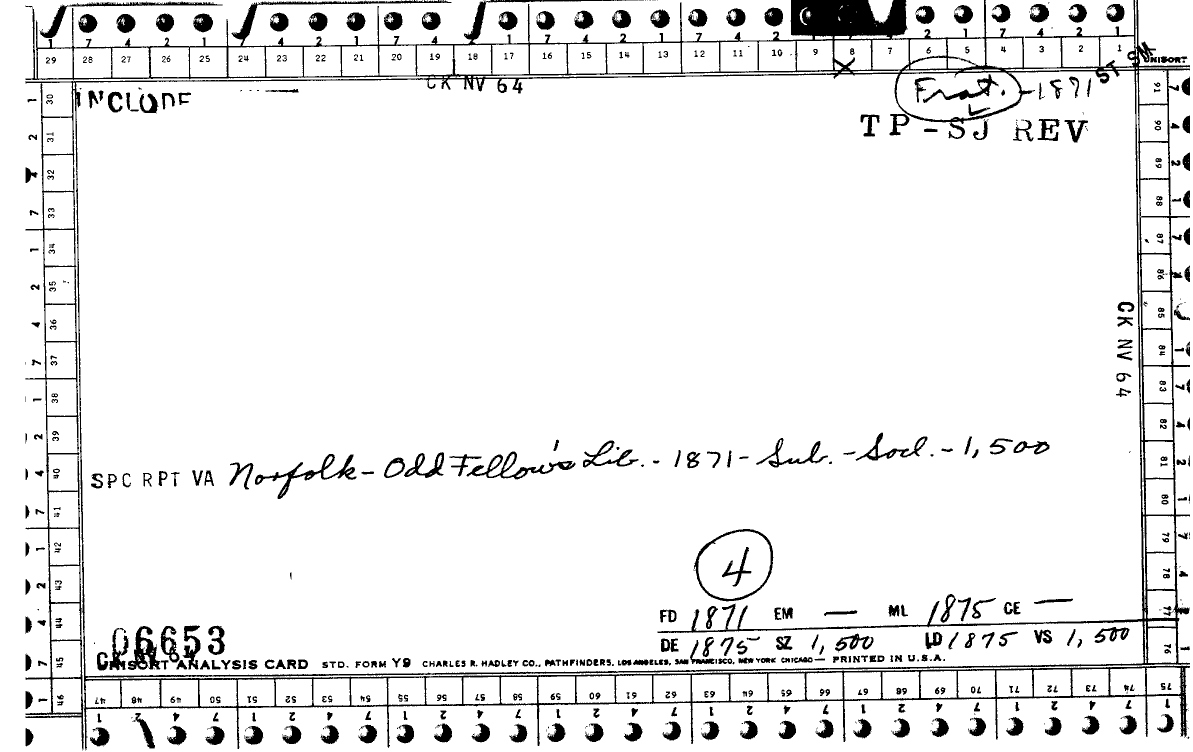 7 4 2 1 7 4 2 1 7 4 2 1 7 4 2 1 7 4 2 1
29 28 27 26 25 24 23 22 21 20 19 18 17 16 15 14 13 12 11 10 9 8 7 6 5 4 3 2 1
UNISORT
ST SM
CK NV 64
INCLUDE
Frat. - 1871
TP-SJ REV
CK NV 64
SPC RPT VA Norfolk - Odd Fellow's Lib. - 1871 - Sub. - Socl. - 1,500
4
FD 1871 EM — ML 1875 CE —
DE 1875 SZ 1,500 LD 1875 VS 1,500
06653
CK NV 64
UNISORT ANALYSIS CARD STD. FORM Y9 CHARLES R. HADLEY CO., PATHFINDERS, LOS ANGELES, SAN FRANCISCO, NEW YORK CHICAGO — PRINTED IN U.S.A.
30 31 32 33 34 35 36 37 38 39 40 41 42 43 44 45 46
91 90 89 88 87 86 85 84 83 82 81 80 79 78 77 76 75
47 48 49 50 51 52 53 54 55 56 57 58 59 60 61 62 63 64 65 66 67 68 69 70 71 72 73 74 75